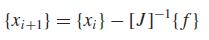 {x_{i+1}} = {x_i} − [J]^{−1}{f}